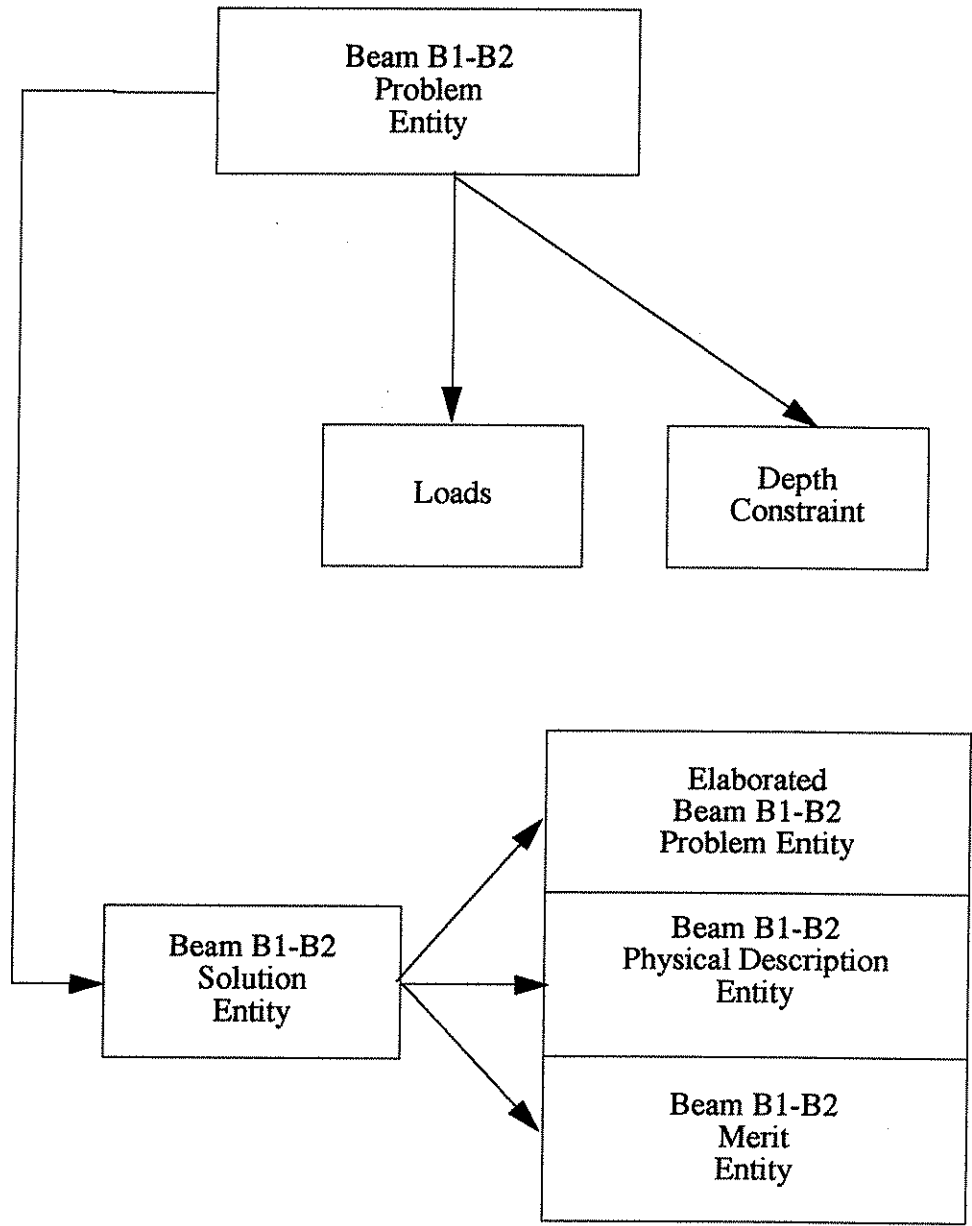 Beam B1-B2
Problem
Entity
Loads
Depth
Constraint
Elaborated
Beam B1-B2
Problem Entity
Beam B1-B2
Solution
Entity
Beam B1-B2
Physical Description
Entity
Beam B1-B2
Merit
Entity